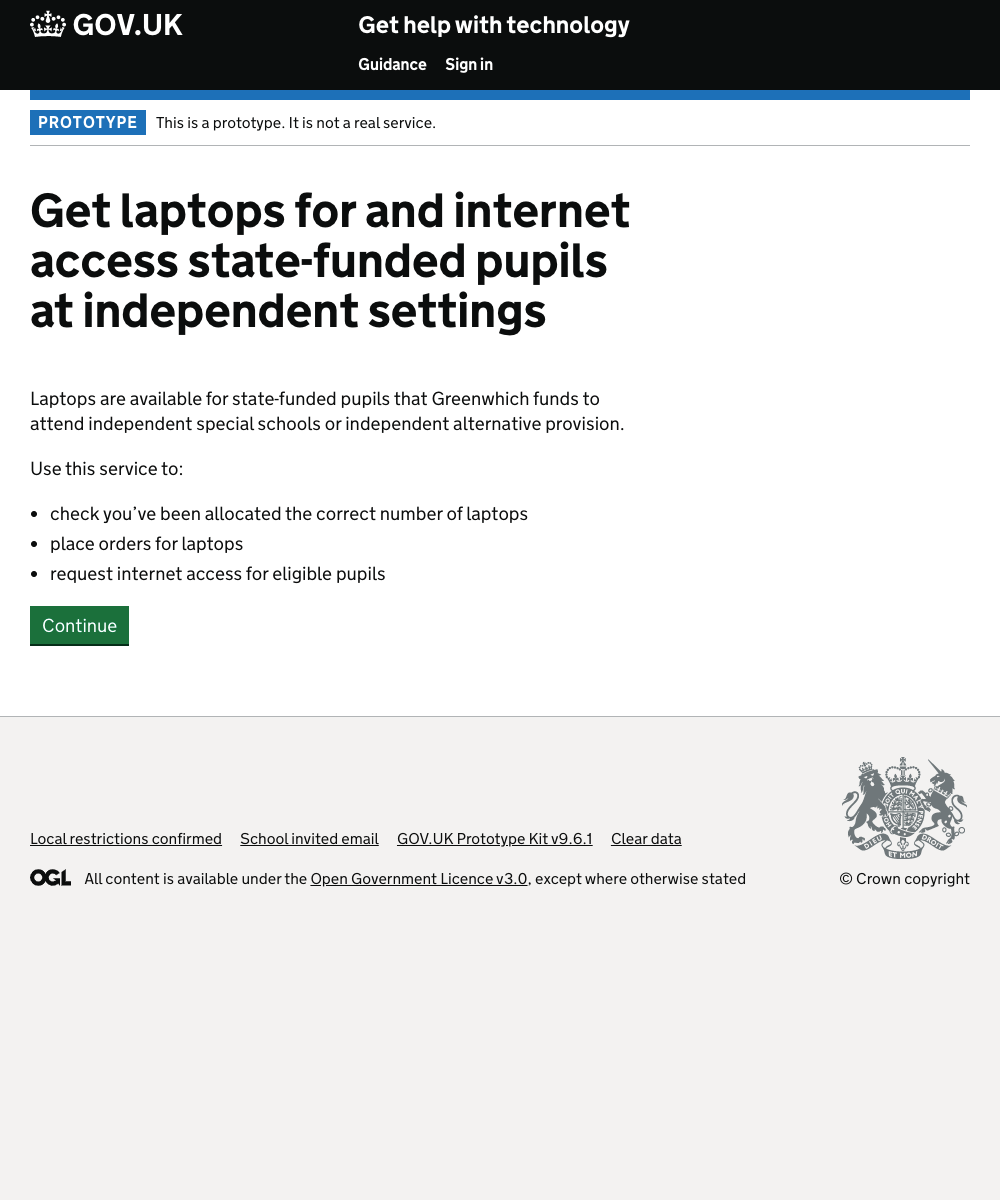 GOV.UK
Get help with technology
Guidance Sign in
PROTOTYPE This is a prototype. It is not a real service.
Get laptops for and internet
access state-funded pupils
at independent settings
Laptops are available for state-funded pupils that Greenwhich funds to
attend independent special schools or independent alternative provision.
Use this service to:
• check you’ve been allocated the correct number of laptops
• place orders for laptops
• request internet access for eligible pupils
Continue
Local restrictions confirmed School invited email GOV.UK Prototype Kit v9.6.1 Clear data
OGL All content is available under the Open Government Licence v3.0, except where otherwise stated
DIEU ET MON DROIT
© Crown copyright